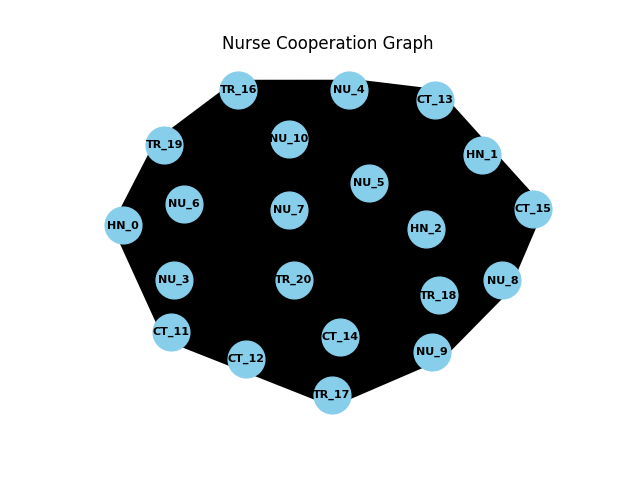 Nurse Cooperation Graph
TR_16
NU_4
CT_13
NU_10
TR_19
HN_1
NU_5
NU_6
NU_7
CT_15
HN_0
HN_2
NU_3
TR_20
NU_8
TR_18
CT_11
CT_14
NU_9
CT_12
TR_17